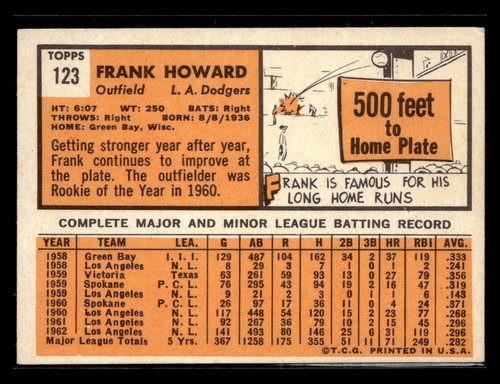 TOPPS
123
FRANK HOWARD
Outfield L. A. Dodgers
HT: 6:07 WT: 250 BATS: Right
THROWS: Right BORN: 8/8/1936
HOME: Green Bay, Wisc.
Getting stronger year after year,
Frank continues to improve at
the plate. The outfielder was
Rookie of the Year in 1960.
500 feet
to
Home Plate
FRANK IS FAMOUS FOR HIS
LONG HOME RUNS
COMPLETE MAJOR AND MINOR LEAGUE BATTING RECORD
YEAR TEAM LEA. G AB R H 2B 3B HR RBI AVG.
1958 Green Bay I. I. I. 129 487 104 162 34 2 37 119 .333
1958 Los Angeles N. L. 8 29 3 7 1 0 1 2 .241
1959 Victoria Texas 63 261 59 93 13 0 27 79 .356
1959 Spokane P. C. L. 76 295 43 94 19 2 16 47 .319
1959 Los Angeles N. L. 9 21 2 3 0 1 1 6 .143
1960 Spokane P. C. L. 26 97 17 36 11 0 4 24 .371
1960 Los Angeles N. L. 117 448 54 120 15 2 23 77 .268
1961 Los Angeles N. L. 92 267 36 79 10 2 15 45 .296
1962 Los Angeles N. L. 141 493 80 146 25 6 31 119 .296
Major League Totals 5 Yrs. 367 1258 175 355 51 11 71 249 .282
©T.C.G. PRINTED IN U.S.A.